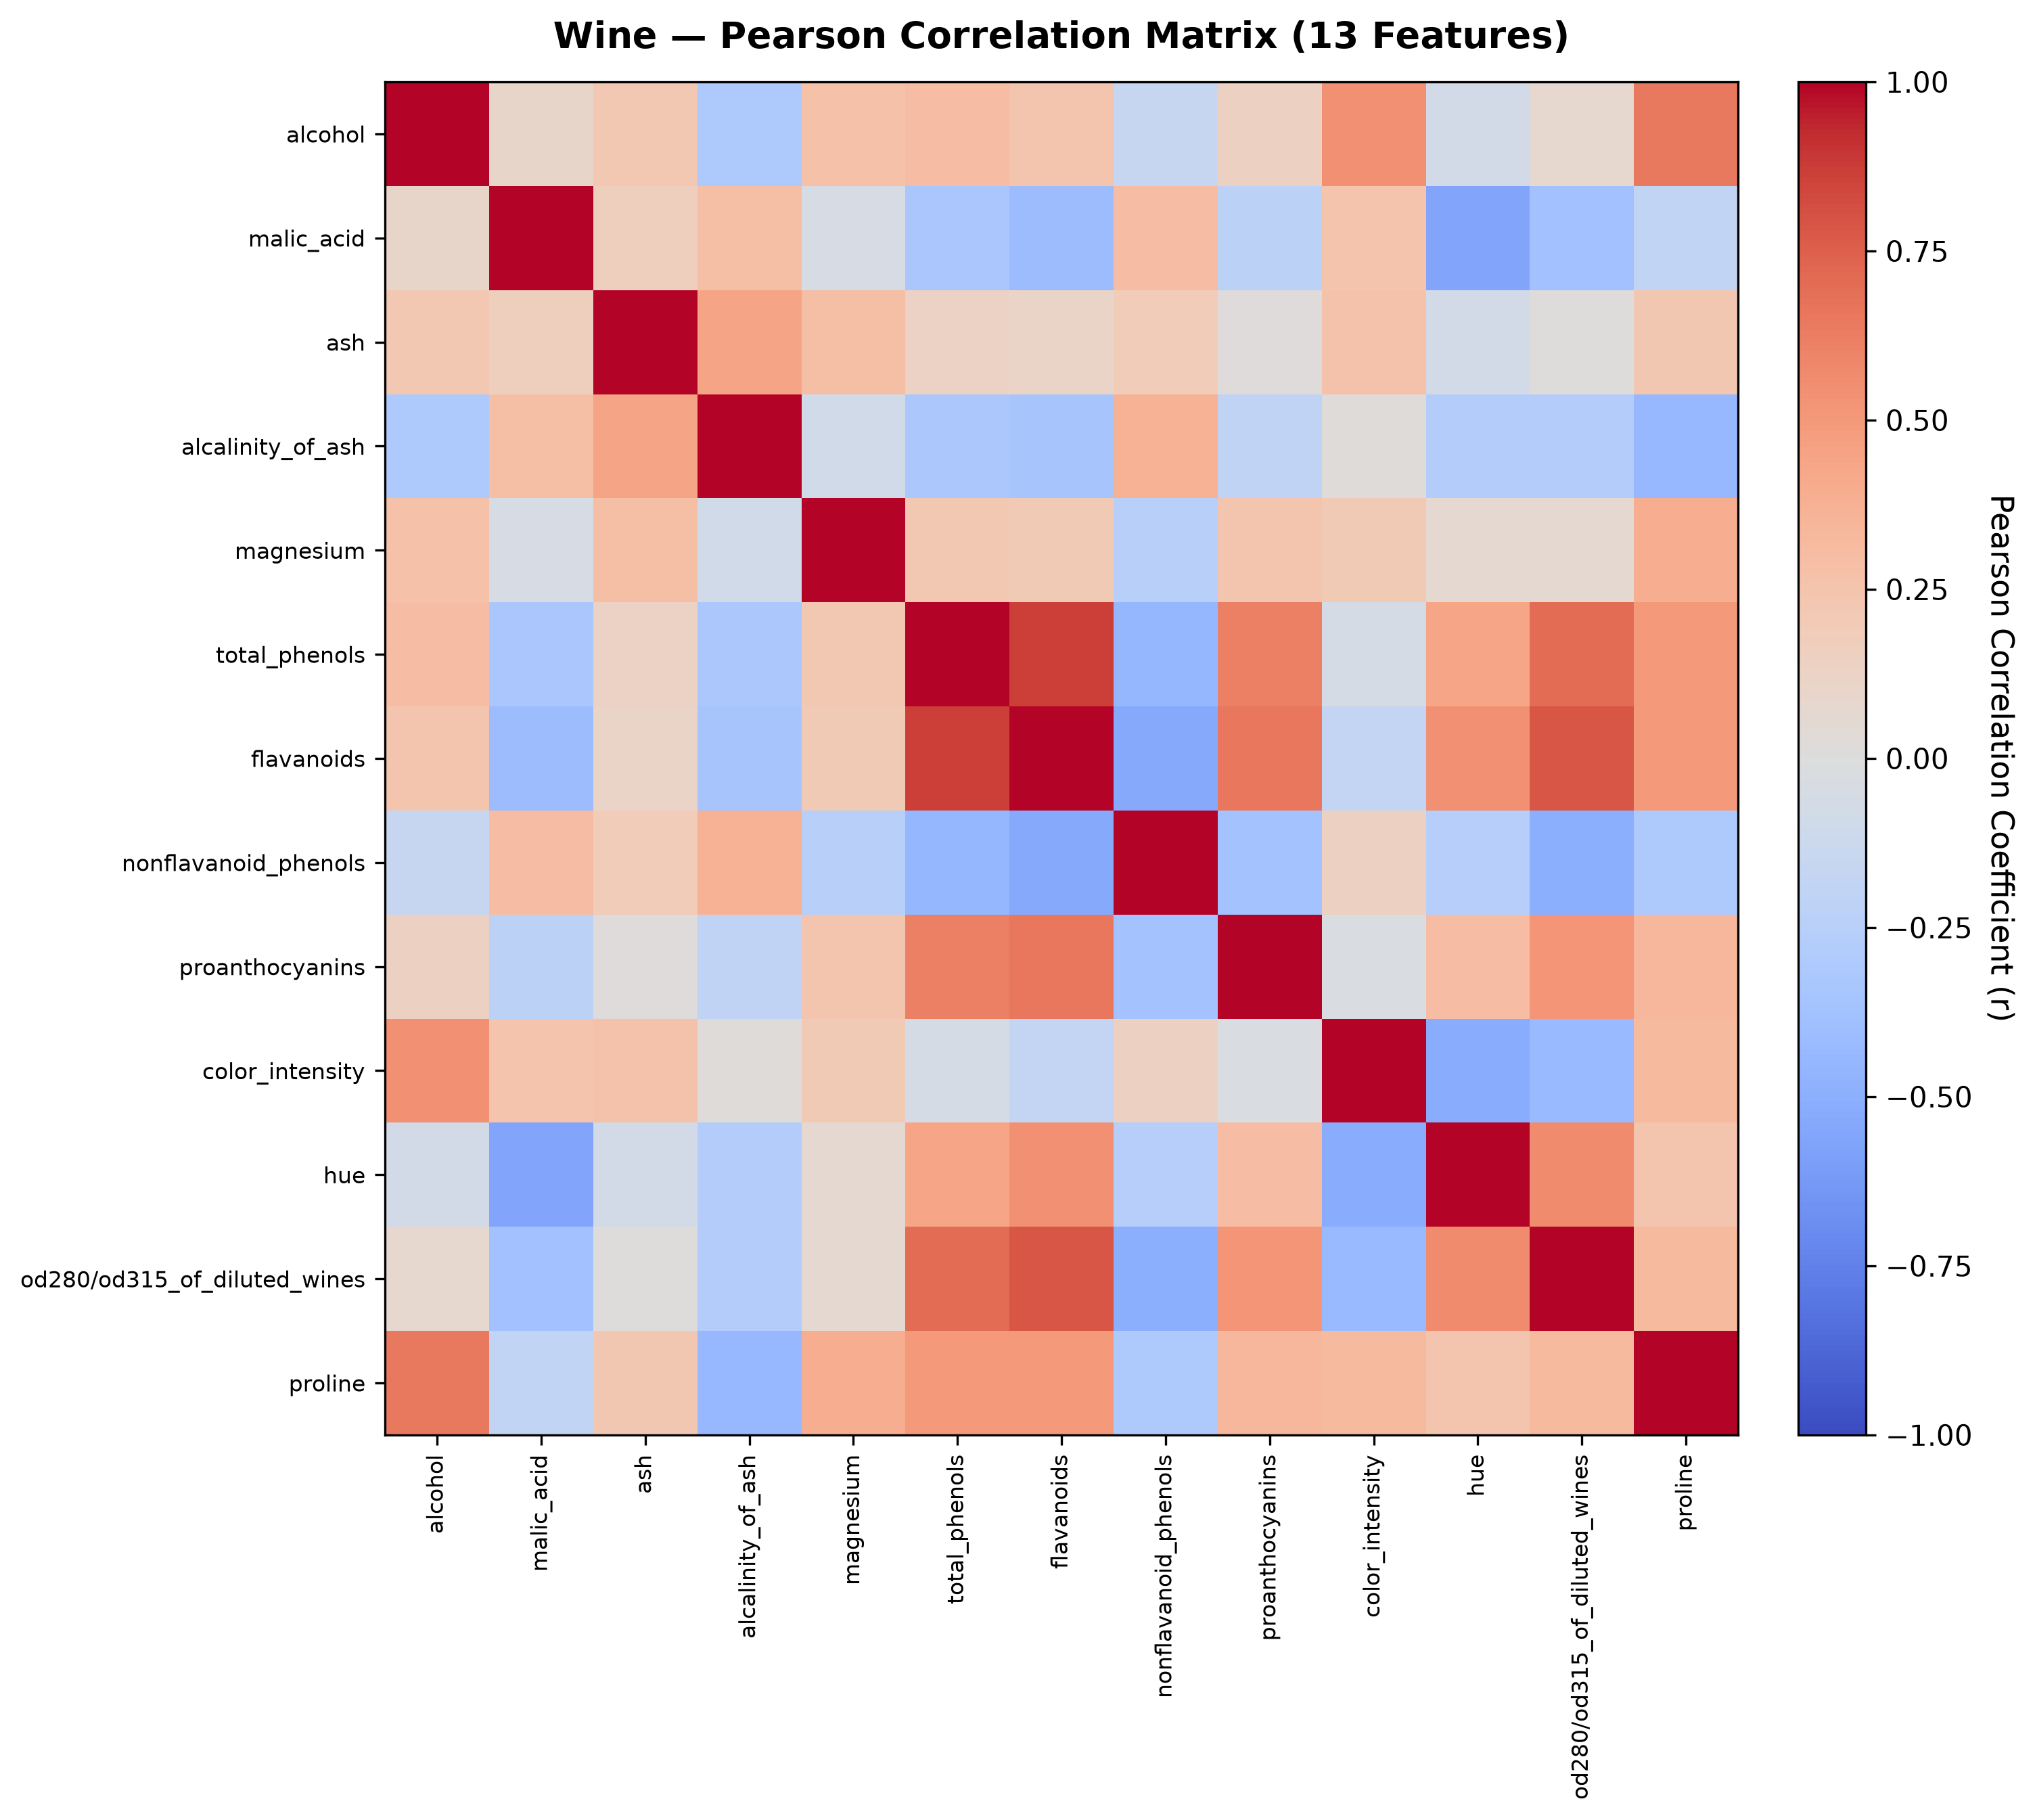 Wine — Pearson Correlation Matrix (13 Features)
alcohol
malic_acid
ash
alcalinity_of_ash
magnesium
total_phenols
flavanoids
nonflavanoid_phenols
proanthocyanins
color_intensity
hue
od280/od315_of_diluted_wines
proline
alcohol
malic_acid
ash
alcalinity_of_ash
magnesium
total_phenols
flavanoids
nonflavanoid_phenols
proanthocyanins
color_intensity
hue
od280/od315_of_diluted_wines
proline
1.00
0.75
0.50
0.25
0.00
−0.25
−0.50
−0.75
−1.00
Pearson Correlation Coefficient (r)